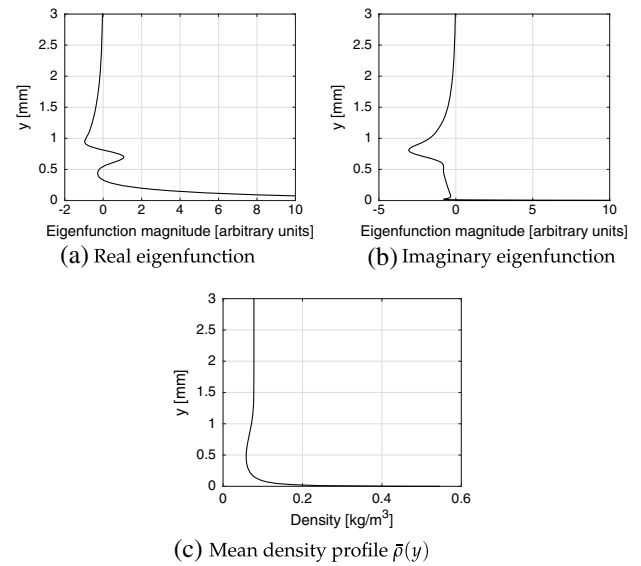 3
2.5
2
1.5
1
0.5
0
y [mm]
-2 0 2 4 6 8 10
Eigenfunction magnitude [arbitrary units]
(a) Real eigenfunction
3
2.5
2
1.5
1
0.5
0
y [mm]
-5 0 5 10
Eigenfunction magnitude [arbitrary units]
(b) Imaginary eigenfunction
3
2.5
2
1.5
1
0.5
0
y [mm]
0 0.2 0.4 0.6
Density [kg/m³]
(c) Mean density profile ρ̄(y)